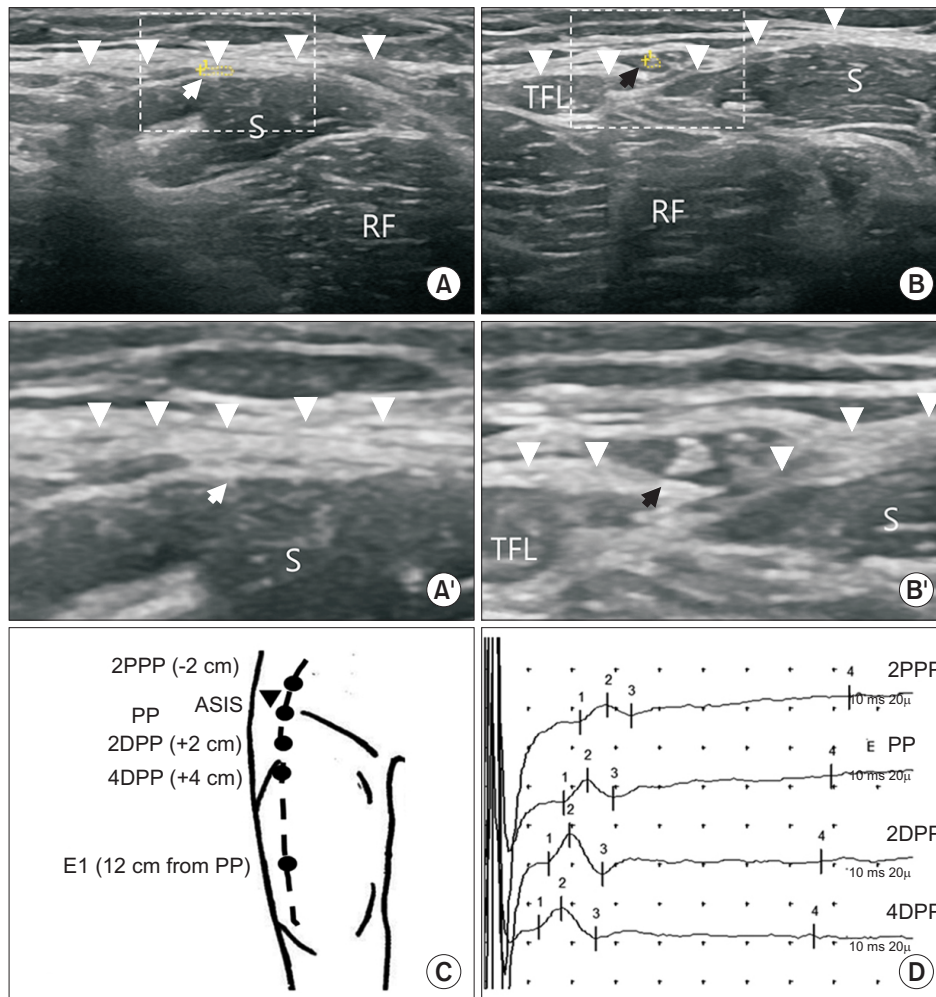 S
RF
A
TFL
S
RF
B
S
A'
TFL
S
B'
2PPP (-2 cm)
ASIS
PP
2DPP (+2 cm)
4DPP (+4 cm)
E1 (12 cm from PP)
C
1 2 3 4 2PPP
10 ms 20μ
1 2 3 4 E PP
10 ms 20μ
1 2 3 4 2DPP
10 ms 20μ
1 2 3 4 4DPP
10 ms 20μ
D